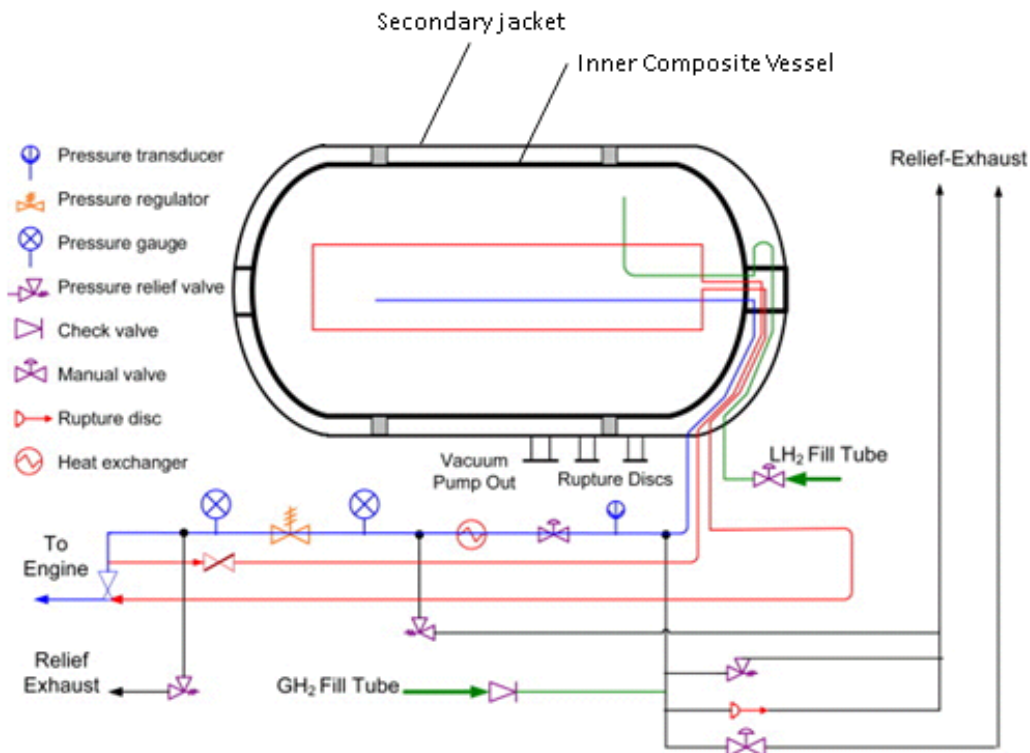 Secondary jacket
Inner Composite Vessel
Pressure transducer
Pressure regulator
Pressure gauge
Pressure relief valve
Check valve
Manual valve
Rupture disc
Heat exchanger
Relief-Exhaust
Vacuum
Pump Out
Rupture Discs
LH₂ Fill Tube
To
Engine
Relief
Exhaust
GH₂ Fill Tube